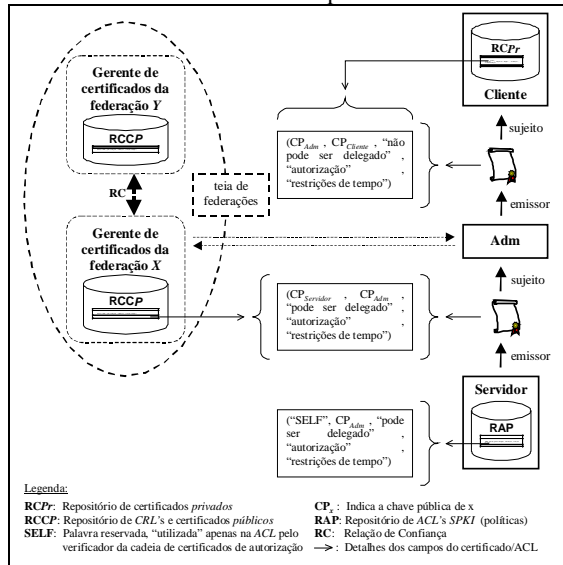 Gerente de
certificados da
federação Y
RCCP
RC
teia de
federações
Gerente de
certificados da
federação X
RCCP
RCPr
Cliente
sujeito
(CPAdm , CPCliente , “não
pode ser delegado” ,
“autorização” ,
“restrições de tempo”)
emissor
Adm
sujeito
(CPServidor , CPAdm ,
“pode ser delegado” ,
“autorização” ,
“restrições de tempo”)
emissor
Servidor
RAP
(“SELF”, CPAdm , “pode
ser delegado” ,
“autorização” ,
“restrições de tempo”)
Legenda:
RCPr: Repositório de certificados privados
RCCP: Repositório de CRL’s e certificados públicos
SELF: Palavra reservada, “utilizada” apenas na ACL pelo
verificador da cadeia de certificados de autorização
CPx : Indica a chave pública de x
RAP: Repositório de ACL’s SPKI (políticas)
RC: Relação de Confiança
→ : Detalhes dos campos do certificado/ACL